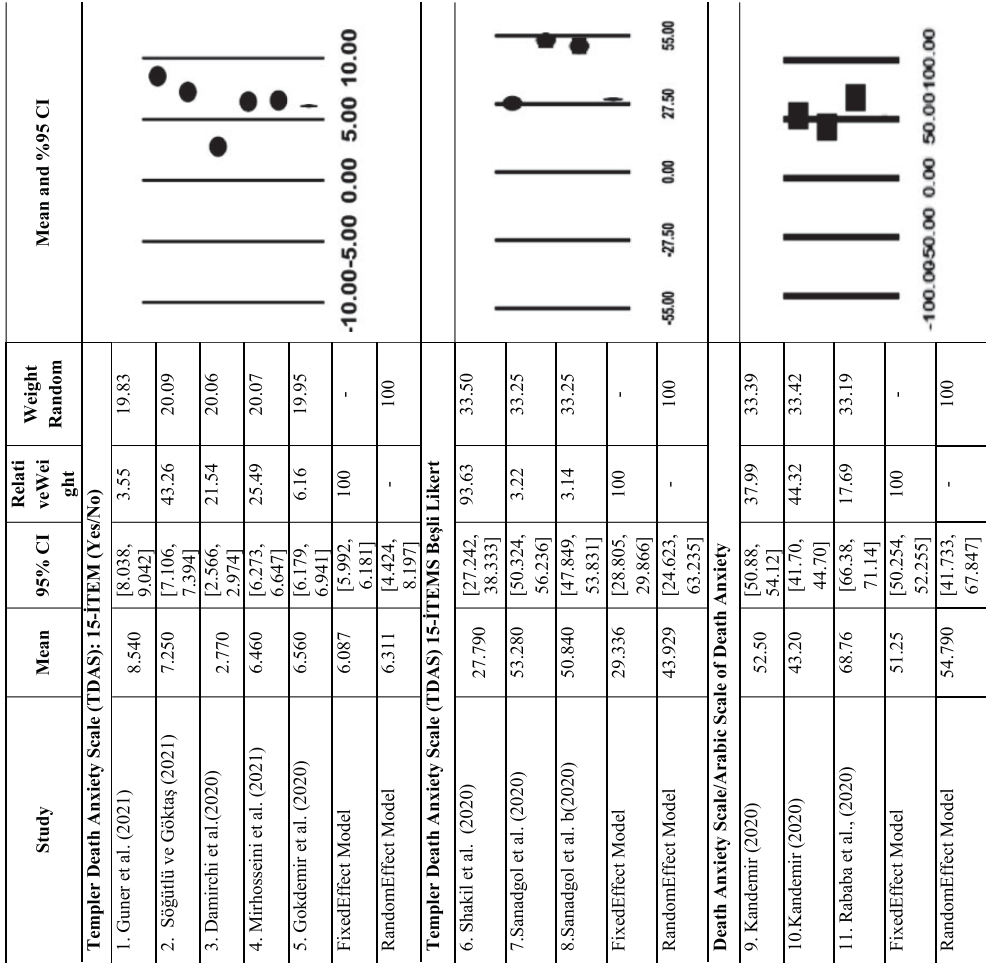 Study Mean 95% CI Relati Weight Mean and %95 CI
veWei Random
ght
Templer Death Anxiety Scale (TDAS): 15-İTEM (Yes/No)
1. Guner et al. (2021) 8.540 [8.038, 3.55 19.83
9.042]
2. Söğütlü ve Göktaş (2021) 7.250 [7.106, 43.26 20.09
7.394]
3. Damirchi et al.(2020) 2.770 [2.566, 21.54 20.06
2.974]
4. Mirhosseini et al. (2021) 6.460 [6.273, 25.49 20.07
6.647]
5. Gokdemir et al. (2020) 6.560 [6.179, 6.16 19.95
6.941]
FixedEffect Model 6.087 [5.992, 100 -
6.181]
RandomEffect Model 6.311 [4.424, - 100
8.197]
-10.00 -5.00 0.00 5.00 10.00
Templer Death Anxiety Scale (TDAS) 15-İTEMS Beşli Likert
6. Shakil et al. (2020) 27.790 [27.242, 93.63 33.50
38.333]
7.Sanadgol et al. (2020) 53.280 [50.324, 3.22 33.25
56.236]
8.Sanadgol et al. b(2020) 50.840 [47.849, 3.14 33.25
53.831]
FixedEffect Model 29.336 [28.805, 100 -
29.866]
RandomEffect Model 43.929 [24.623, - 100
63.235]
-55.00 -27.50 0.00 27.50 55.00
Death Anxiety Scale/Arabic Scale of Death Anxiety
9. Kandemir (2020) 52.50 [50.88, 37.99 33.39
54.12]
10.Kandemir (2020) 43.20 [41.70, 44.32 33.42
44.70]
11. Rababa et al., (2020) 68.76 [66.38, 17.69 33.19
71.14]
FixedEffect Model 51.25 [50.254, 100 -
52.255]
RandomEffect Model 54.790 [41.733, - 100
67.847]
-100.00 -50.00 0.00 50.00 100.00